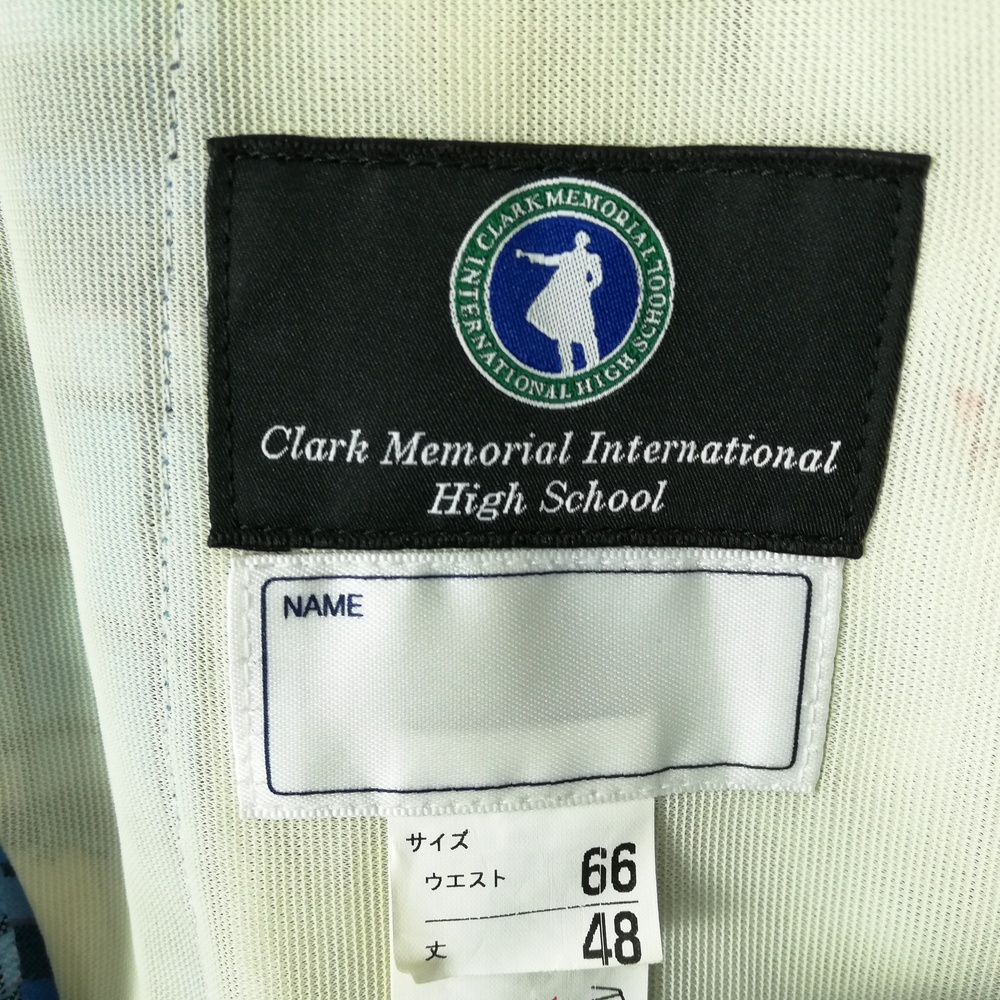 CLARK MEMORIAL
INTERNATIONAL HIGH SCHOOL
Clark Memorial International
High School
NAME
サイズ
ウエスト 66
丈 48